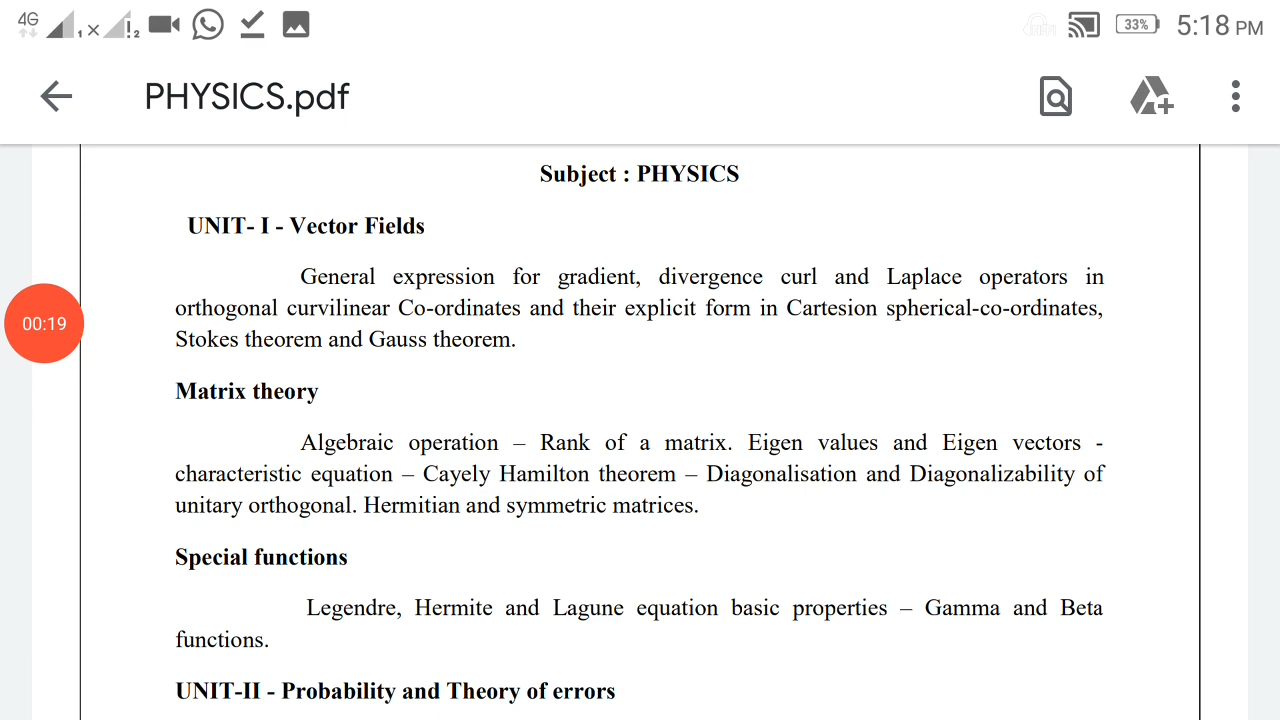 4G 1 × 2 33% 5:18 PM
PHYSICS.pdf
Subject : PHYSICS
UNIT- I - Vector Fields
General expression for gradient, divergence curl and Laplace operators in
orthogonal curvilinear Co-ordinates and their explicit form in Cartesion spherical-co-ordinates,
Stokes theorem and Gauss theorem.
00:19
Matrix theory
Algebraic operation – Rank of a matrix. Eigen values and Eigen vectors -
characteristic equation – Cayely Hamilton theorem – Diagonalisation and Diagonalizability of
unitary orthogonal. Hermitian and symmetric matrices.
Special functions
Legendre, Hermite and Lagune equation basic properties – Gamma and Beta
functions.
UNIT-II - Probability and Theory of errors